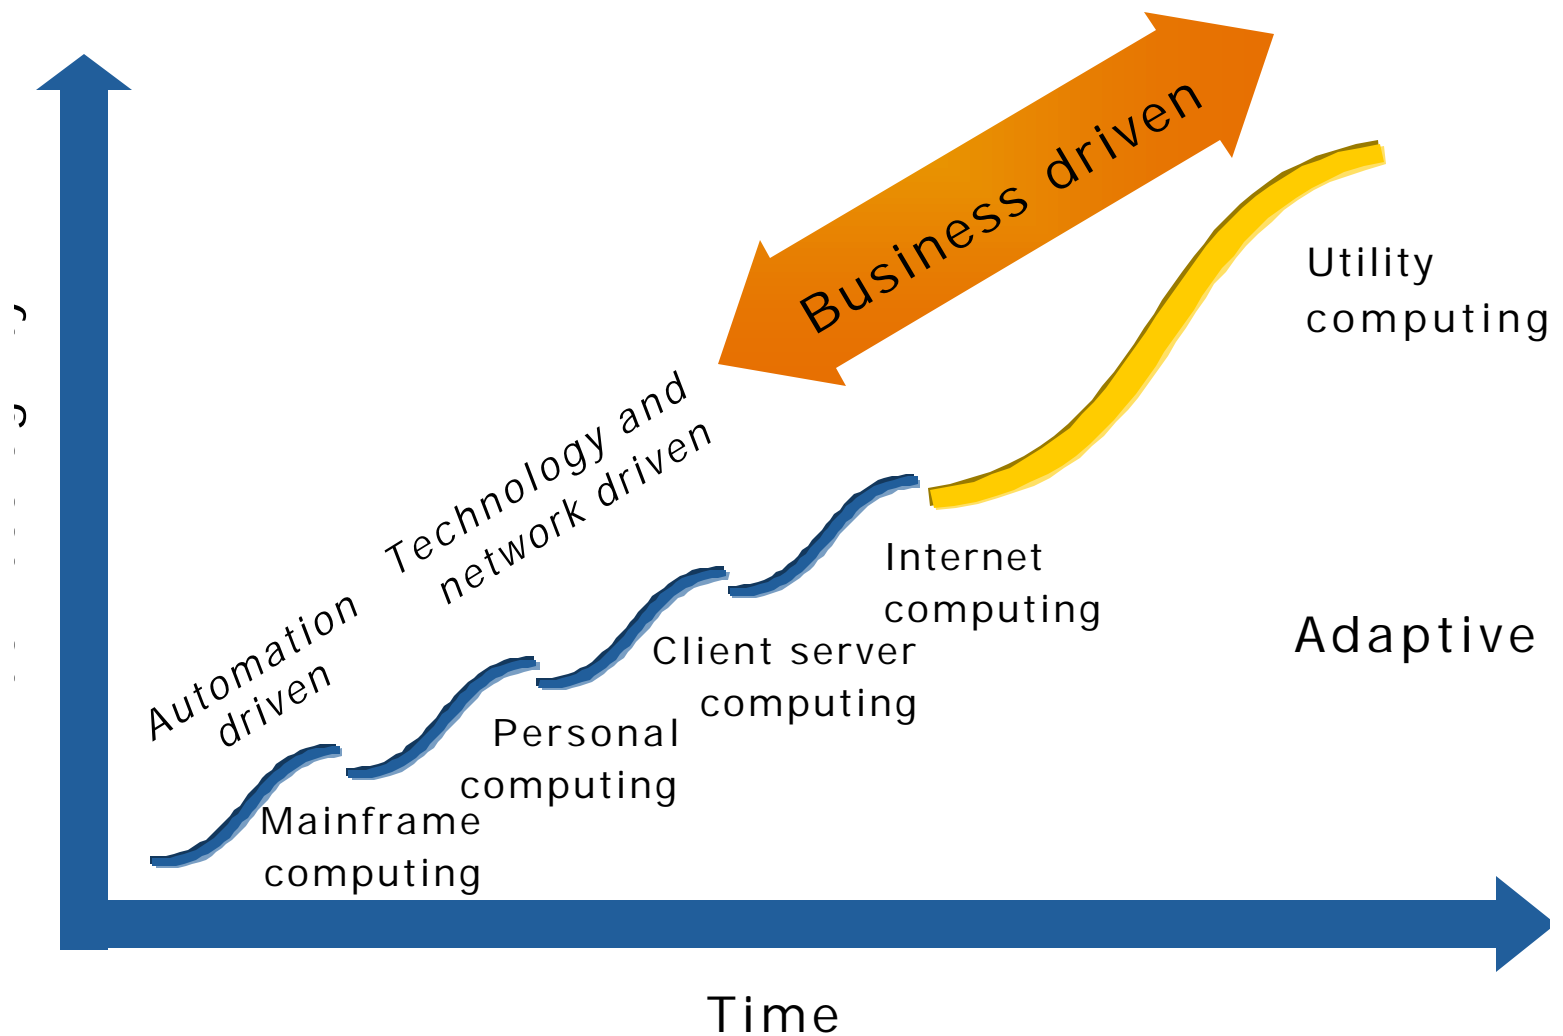 Business driven
Utility
computing
Technology and
network driven
Internet
computing
Automation
driven
Client server
computing
Adaptive
Personal
computing
Mainframe
computing
Time